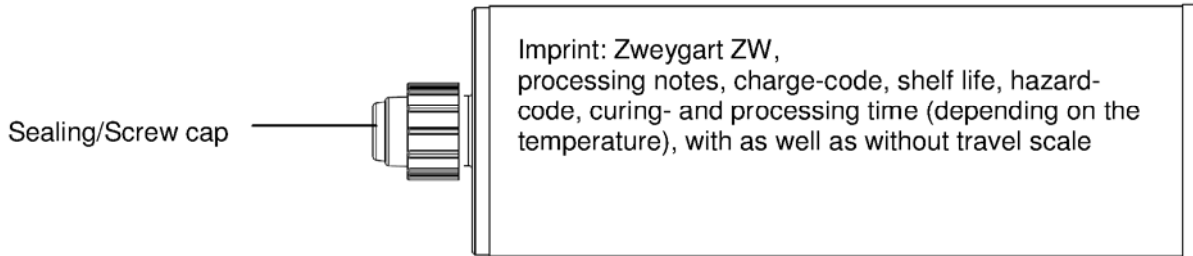 Imprint: Zweygart ZW,
processing notes, charge-code, shelf life, hazard-
code, curing- and processing time (depending on the
temperature), with as well as without travel scale
Sealing/Screw cap